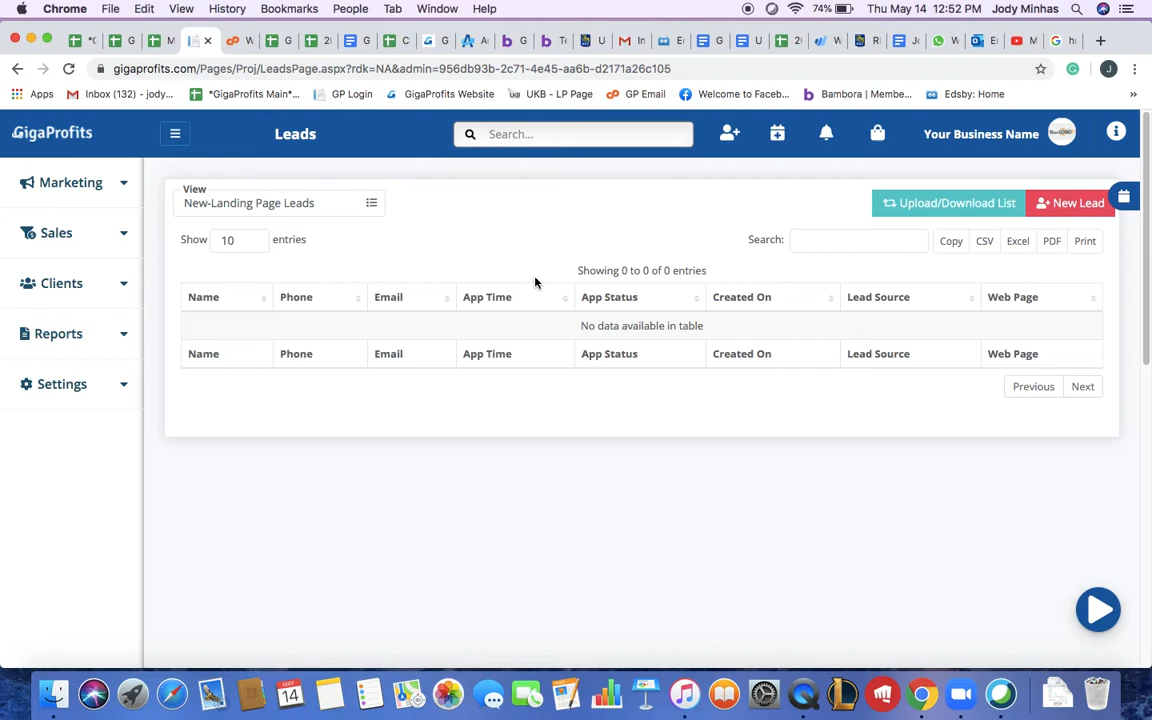 Chrome File Edit View History Bookmarks People Tab Window Help 74% Thu May 14 12:52 PM Jody Minhas
gigaprofits.com/Pages/Proj/LeadsPage.aspx?rdk=NA&admin=956db93b-2c71-4e45-aa6b-d2171a26c105
Apps Inbox (132) - jody... *GigaProfits Main*... GP Login GigaProfits Website UKB - LP Page GP Email Welcome to Faceb... Bambora | Membe... Edsby: Home
GigaProfits Leads Search... Your Business Name
Marketing
Sales
Clients
Reports
Settings
View
New-Landing Page Leads
Upload/Download List New Lead
Show 10 entries Search: Copy CSV Excel PDF Print
Showing 0 to 0 of 0 entries
Name Phone Email App Time App Status Created On Lead Source Web Page
No data available in table
Name Phone Email App Time App Status Created On Lead Source Web Page
Previous Next
MAY
14